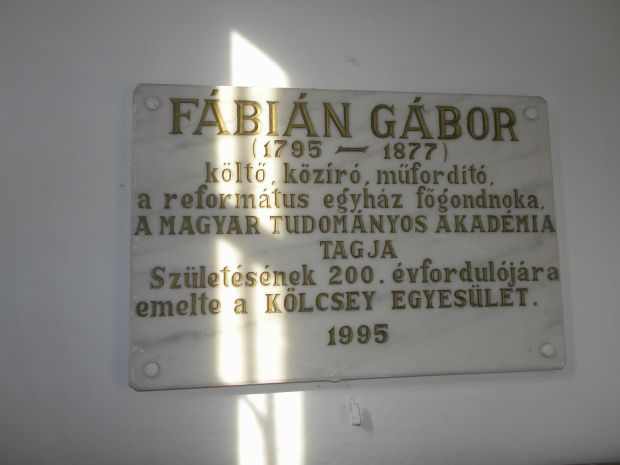 FÁBIÁN GÁBOR
(1795 — 1877)
költő, közíró, műfordító,
a református egyház főgondnoka,
A MAGYAR TUDOMÁNYOS AKADÉMIA
TAGJA
Születésének 200. évfordulójára
emelte a KÖLCSEY EGYESÜLET.
1995